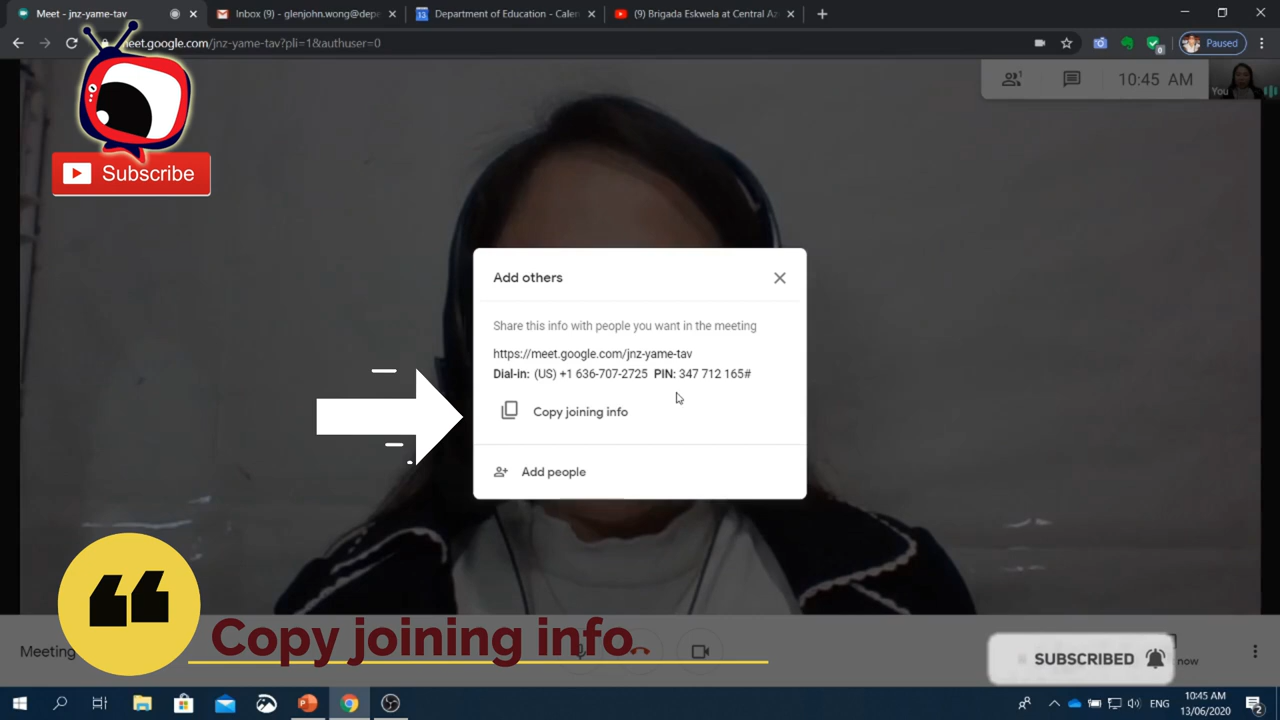 Meet - jnz-yame-tav
Inbox (9) - glenjohn.wong@depe
Department of Education - Calen
(9) Brigada Eskwela at Central Az
meet.google.com/jnz-yame-tav?pli=1&authuser=0
Paused
10:45 AM
You
Subscribe
Add others
Share this info with people you want in the meeting
https://meet.google.com/jnz-yame-tav
Dial-in: (US) +1 636-707-2725 PIN: 347 712 165#
Copy joining info
Add people
Copy joining info
Meeting
SUBSCRIBED
now
ENG
10:45 AM
13/06/2020